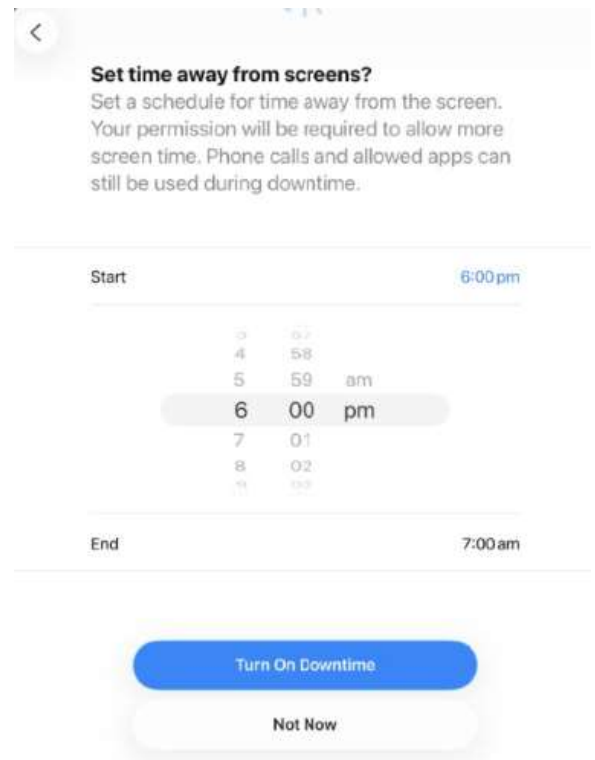 Set time away from screens?
Set a schedule for time away from the screen.
Your permission will be required to allow more
screen time. Phone calls and allowed apps can
still be used during downtime.
Start 6:00 pm
4 58
5 59 am
6 00 pm
7 01
8 02
End 7:00 am
Turn On Downtime
Not Now